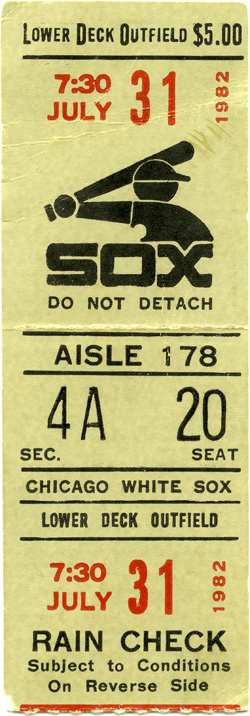 LOWER DECK OUTFIELD $5.00
7:30
JULY 31 1982
SOX
DO NOT DETACH
AISLE 178
4A 20
SEC. SEAT
CHICAGO WHITE SOX
LOWER DECK OUTFIELD
7:30
JULY 31 1982
RAIN CHECK
Subject to Conditions
On Reverse Side